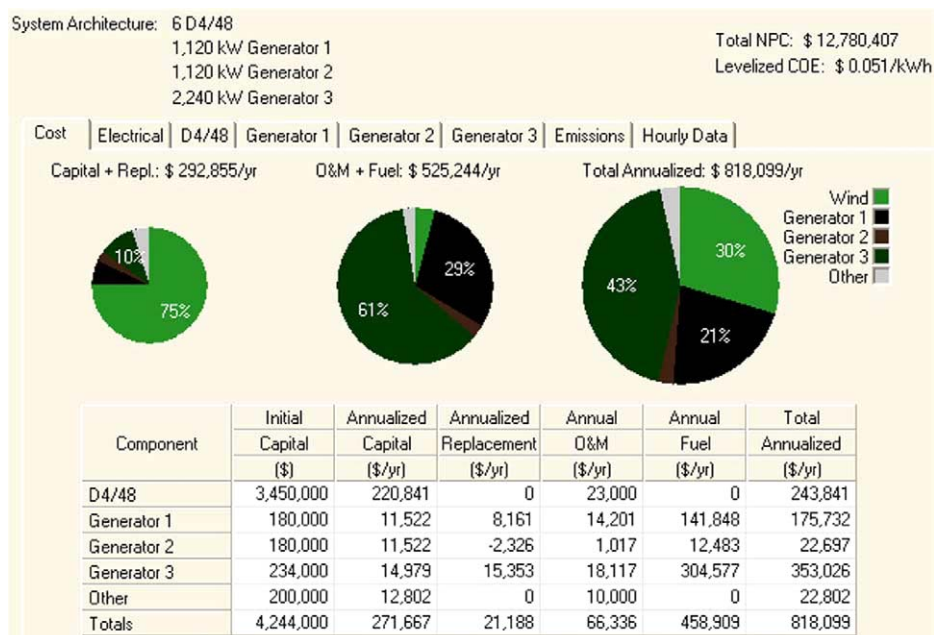 System Architecture: 6 D4/48
1,120 kW Generator 1
1,120 kW Generator 2
2,240 kW Generator 3
Total NPC: $ 12,780,407
Levelized COE: $ 0.051/kWh
Cost Electrical D4/48 Generator 1 Generator 2 Generator 3 Emissions Hourly Data
Capital + Repl.: $ 292,855/yr O&M + Fuel: $ 525,244/yr Total Annualized: $ 818,099/yr
10%
75%
29%
61%
30%
43%
21%
Wind
Generator 1
Generator 2
Generator 3
Other
Component Initial Capital ($) Annualized Capital ($/yr) Annualized Replacement ($/yr) Annual O&M ($/yr) Annual Fuel ($/yr) Total Annualized ($/yr)
D4/48 3,450,000 220,841 0 23,000 0 243,841
Generator 1 180,000 11,522 8,161 14,201 141,848 175,732
Generator 2 180,000 11,522 -2,326 1,017 12,483 22,697
Generator 3 234,000 14,979 15,353 18,117 304,577 353,026
Other 200,000 12,802 0 10,000 0 22,802
Totals 4,244,000 271,667 21,188 66,336 458,909 818,099